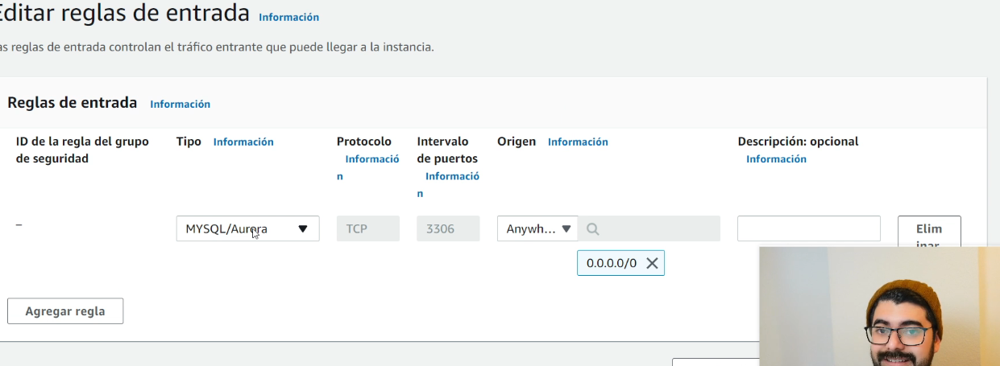 Editar reglas de entrada Información
as reglas de entrada controlan el tráfico entrante que puede llegar a la instancia.
Reglas de entrada Información
ID de la regla del grupo
de seguridad
Tipo Información
Protocolo
Informació
n
Intervalo
de puertos
Informació
n
Origen Información
Descripción: opcional
Información
–
MYSQL/Aurora
TCP
3306
Anywh...
0.0.0.0/0
Elim
inar
Agregar regla